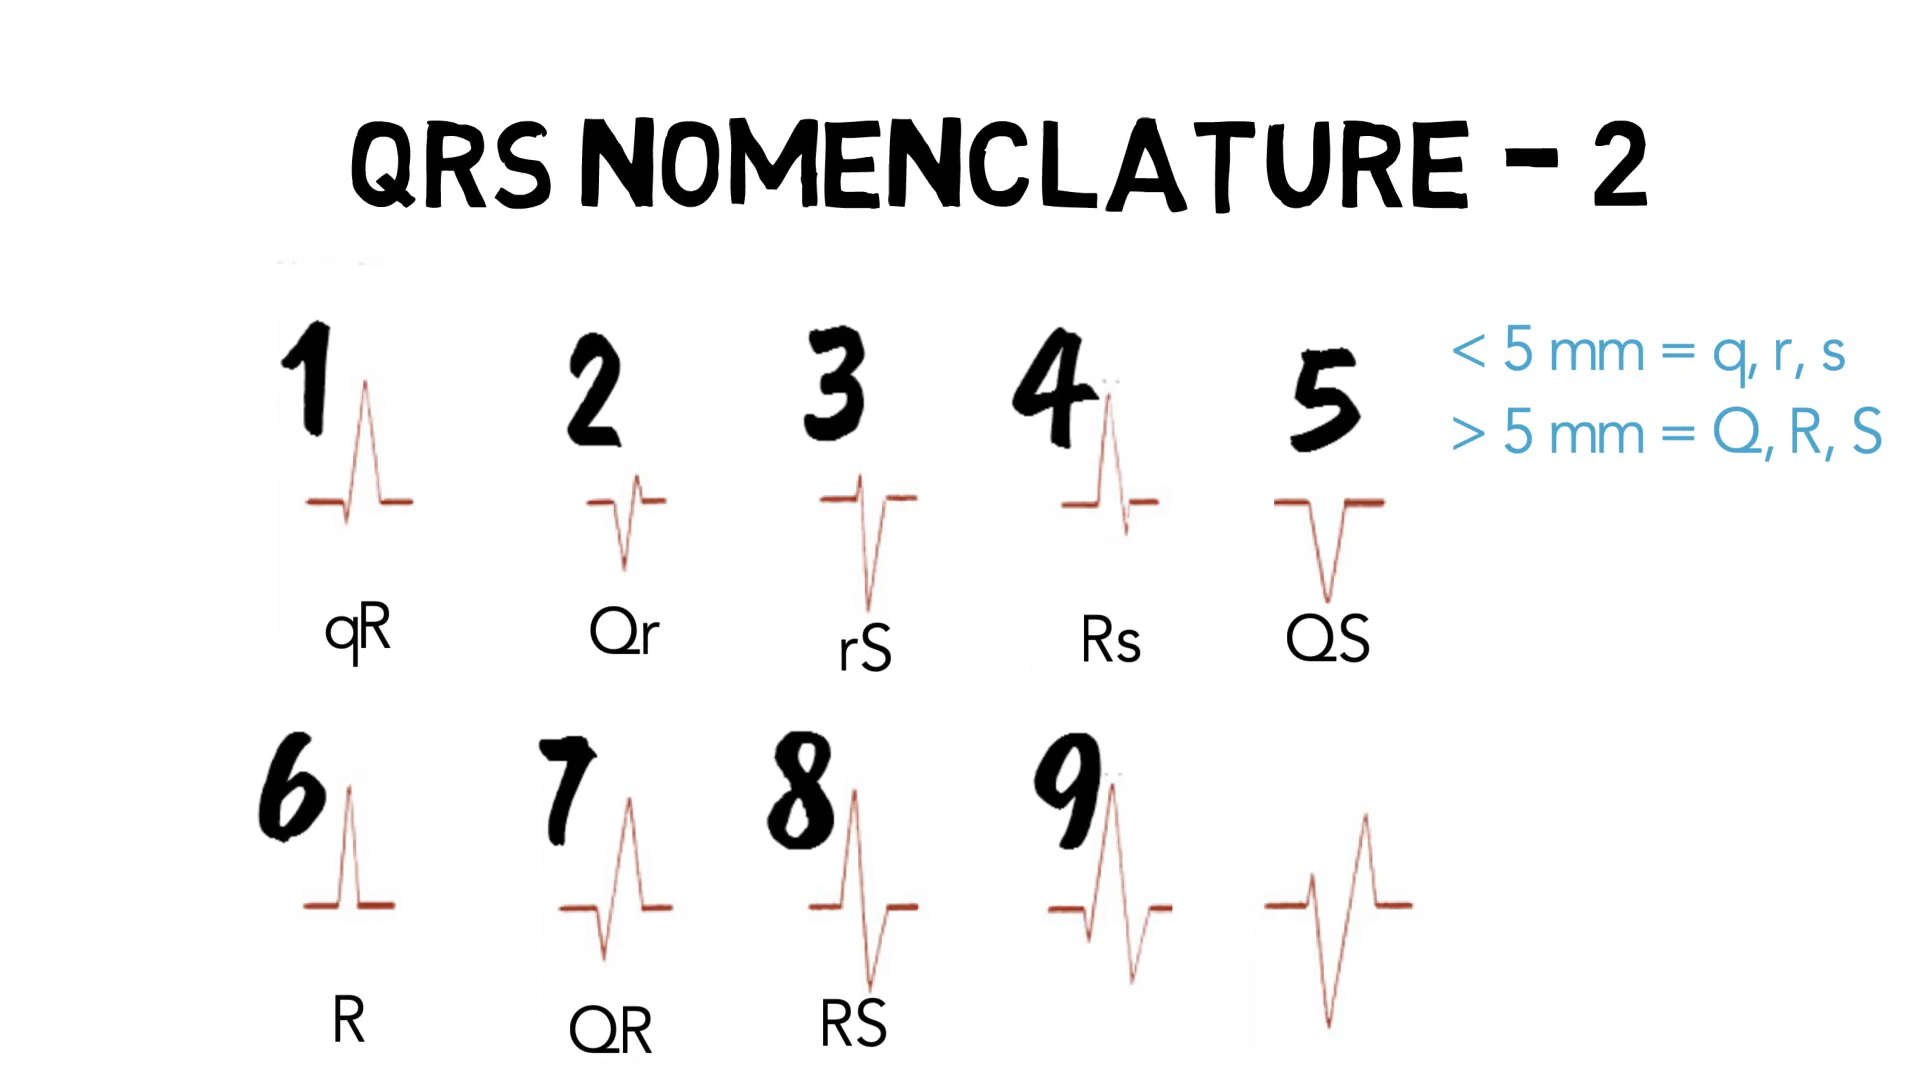 QRS NOMENCLATURE - 2
1 2 3 4 5
< 5 mm = q, r, s
> 5 mm = Q, R, S
qR Qr rS Rs QS
6 7 8 9
R QR RS